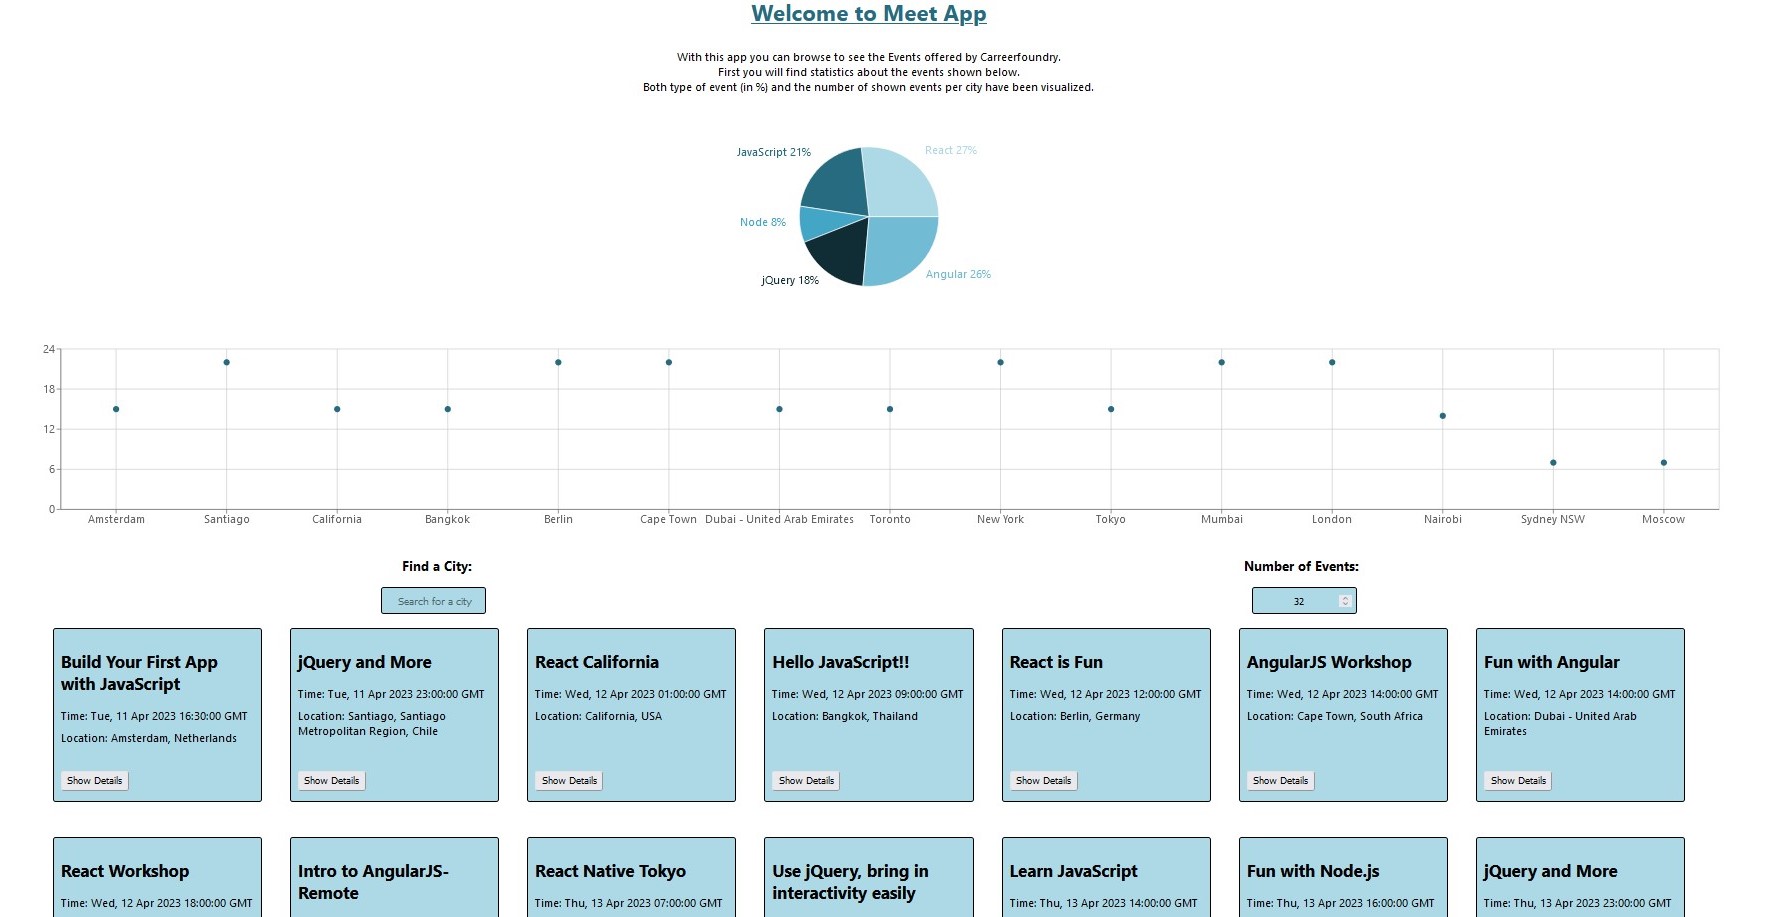 Welcome to Meet App
With this app you can browse to see the Events offered by Carreerfoundry.
First you will find statistics about the events shown below.
Both type of event (in %) and the number of shown events per city have been visualized.
JavaScript 21%
React 27%
Node 8%
jQuery 18%
Angular 26%
24
18
12
6
0
Amsterdam
Santiago
California
Bangkok
Berlin
Cape Town
Dubai - United Arab Emirates
Toronto
New York
Tokyo
Mumbai
London
Nairobi
Sydney NSW
Moscow
Find a City:
Search for a city
Number of Events:
32
Build Your First App
with JavaScript
Time: Tue, 11 Apr 2023 16:30:00 GMT
Location: Amsterdam, Netherlands
Show Details
jQuery and More
Time: Tue, 11 Apr 2023 23:00:00 GMT
Location: Santiago, Santiago
Metropolitan Region, Chile
Show Details
React California
Time: Wed, 12 Apr 2023 01:00:00 GMT
Location: California, USA
Show Details
Hello JavaScript!!
Time: Wed, 12 Apr 2023 09:00:00 GMT
Location: Bangkok, Thailand
Show Details
React is Fun
Time: Wed, 12 Apr 2023 12:00:00 GMT
Location: Berlin, Germany
Show Details
AngularJS Workshop
Time: Wed, 12 Apr 2023 14:00:00 GMT
Location: Cape Town, South Africa
Show Details
Fun with Angular
Time: Wed, 12 Apr 2023 14:00:00 GMT
Location: Dubai - United Arab
Emirates
Show Details
React Workshop
Time: Wed, 12 Apr 2023 18:00:00 GMT
Intro to AngularJS-
Remote
React Native Tokyo
Time: Thu, 13 Apr 2023 07:00:00 GMT
Use jQuery, bring in
interactivity easily
Learn JavaScript
Time: Thu, 13 Apr 2023 14:00:00 GMT
Fun with Node.js
Time: Thu, 13 Apr 2023 16:00:00 GMT
jQuery and More
Time: Thu, 13 Apr 2023 23:00:00 GMT